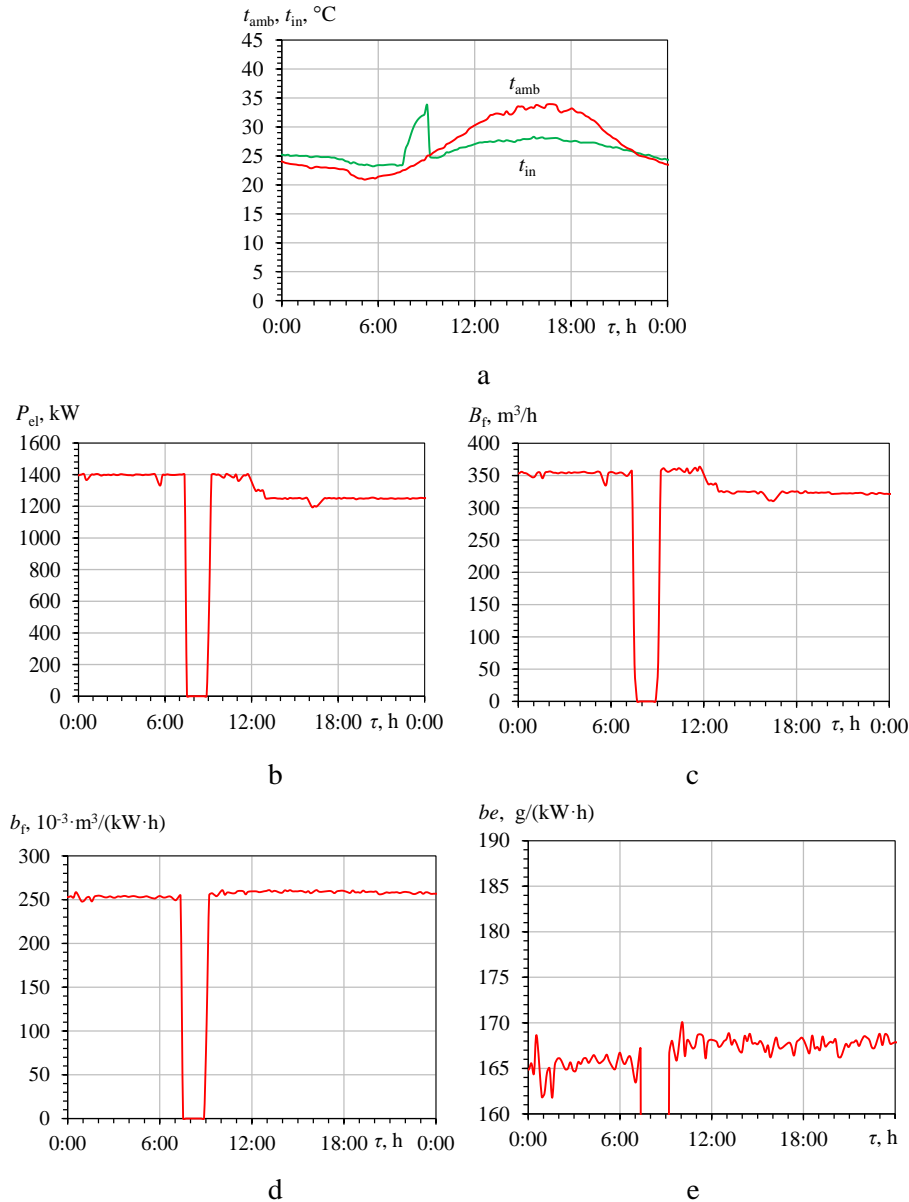 t_amb, t_in, °C
45
40
35
30
25
20
15
10
5
0
t_amb
t_in
0:00 6:00 12:00 18:00 τ, h 0:00
a
P_el, kW
1600
1400
1200
1000
800
600
400
200
0
0:00 6:00 12:00 18:00 τ, h 0:00
b
B_f, m³/h
400
350
300
250
200
150
100
50
0
0:00 6:00 12:00 18:00 τ, h 0:00
c
b_f, 10⁻³·m³/(kW·h)
300
250
200
150
100
50
0
0:00 6:00 12:00 18:00 τ, h 0:00
d
be, g/(kW·h)
190
185
180
175
170
165
160
0:00 6:00 12:00 18:00 τ, h
e